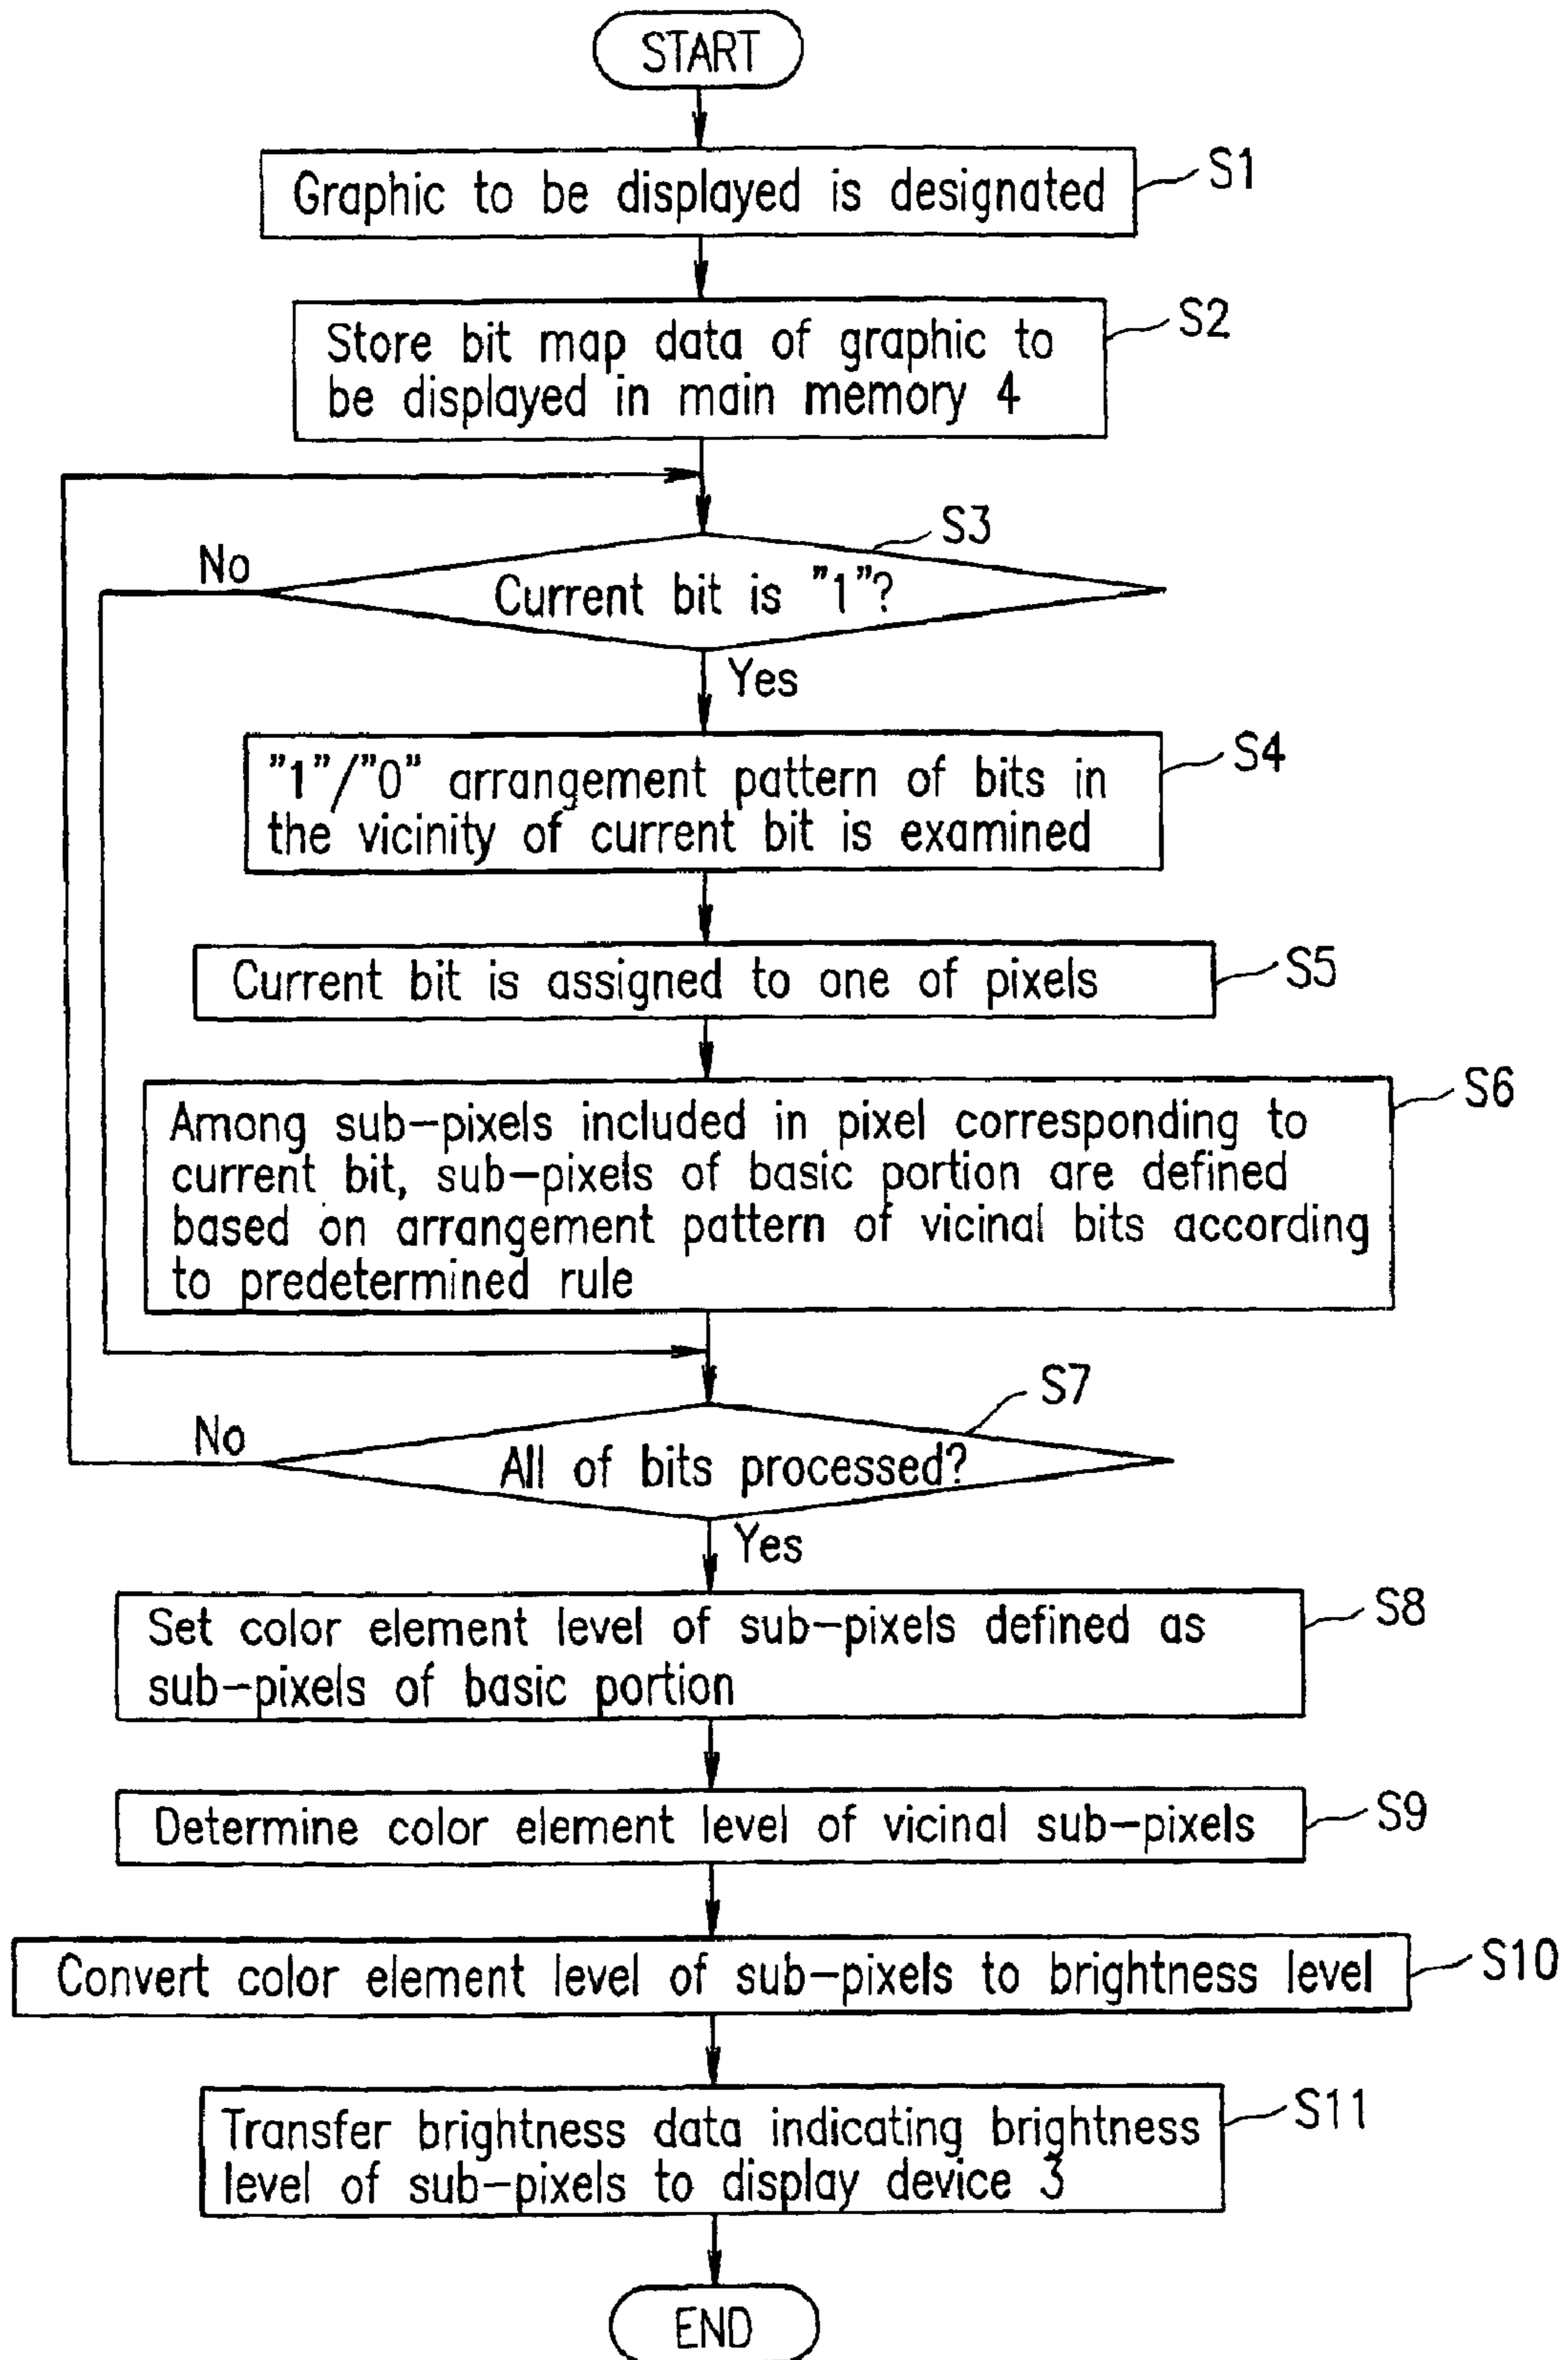 START
S1
Graphic to be displayed is designated
S2
Store bit map data of graphic to
be displayed in main memory 4
S3
No
Current bit is "1"?
Yes
S4
"1"/"0" arrangement pattern of bits in
the vicinity of current bit is examined
S5
Current bit is assigned to one of pixels
S6
Among sub-pixels included in pixel corresponding to
current bit, sub-pixels of basic portion are defined
based on arrangement pattern of vicinal bits according
to predetermined rule
S7
No
All of bits processed?
Yes
S8
Set color element level of sub-pixels defined as
sub-pixels of basic portion
S9
Determine color element level of vicinal sub-pixels
S10
Convert color element level of sub-pixels to brightness level
S11
Transfer brightness data indicating brightness
level of sub-pixels to display device 3
END